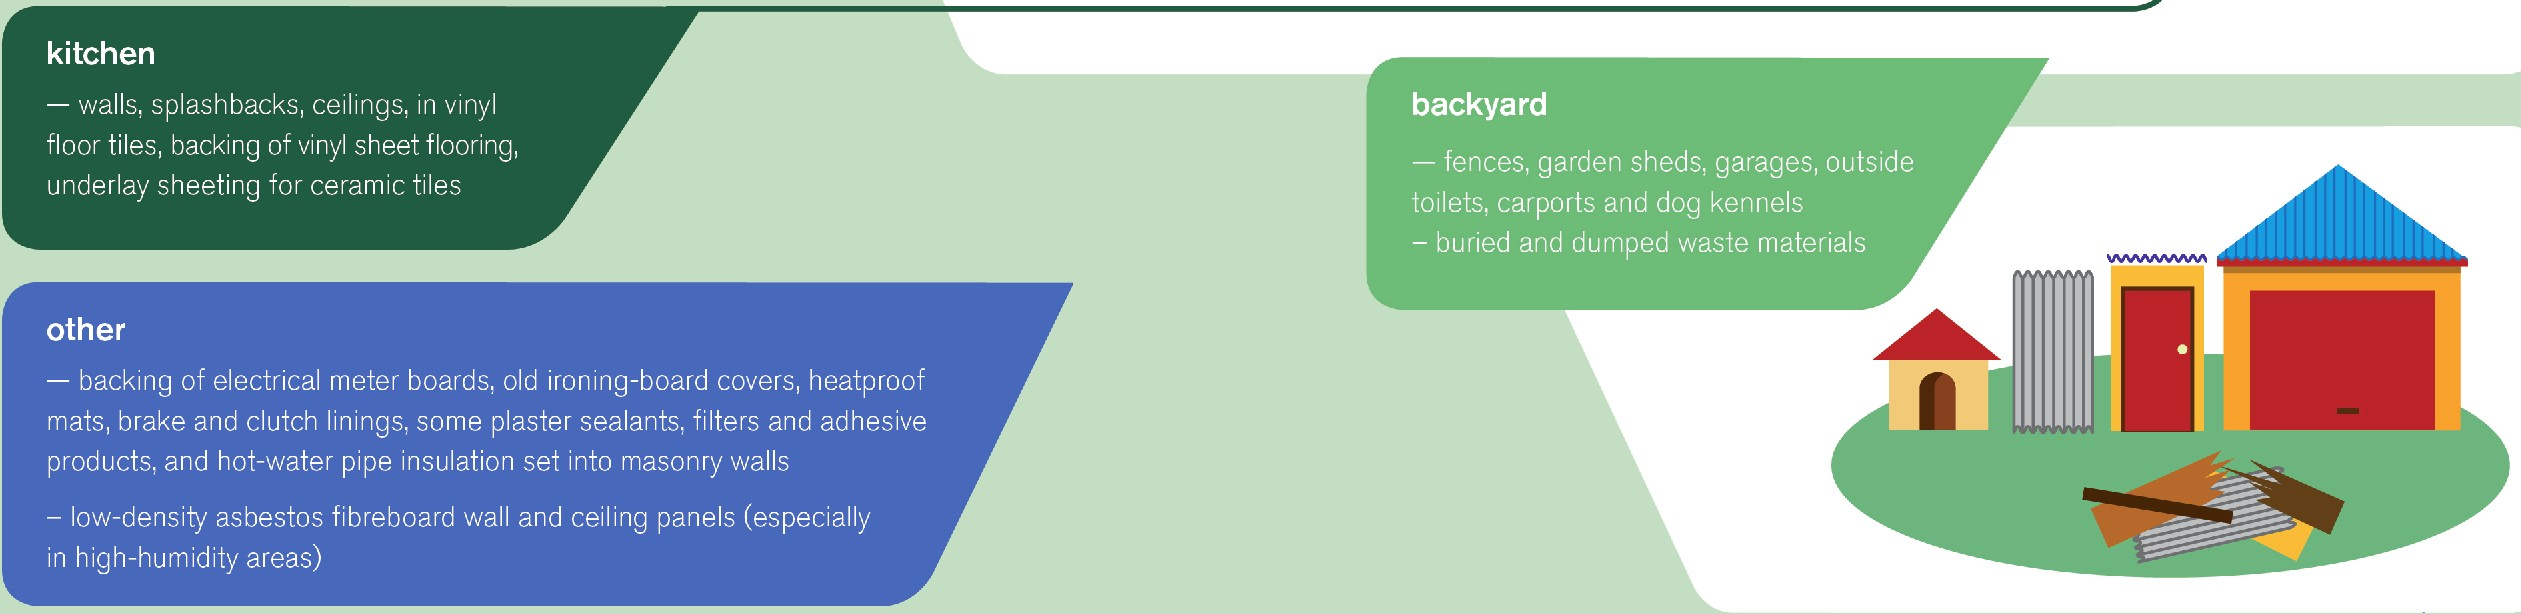 kitchen
— walls, splashbacks, ceilings, in vinyl
floor tiles, backing of vinyl sheet flooring,
underlay sheeting for ceramic tiles
other
— backing of electrical meter boards, old ironing-board covers, heatproof
mats, brake and clutch linings, some plaster sealants, filters and adhesive
products, and hot-water pipe insulation set into masonry walls
– low-density asbestos fibreboard wall and ceiling panels (especially
in high-humidity areas)
backyard
— fences, garden sheds, garages, outside
toilets, carports and dog kennels
– buried and dumped waste materials